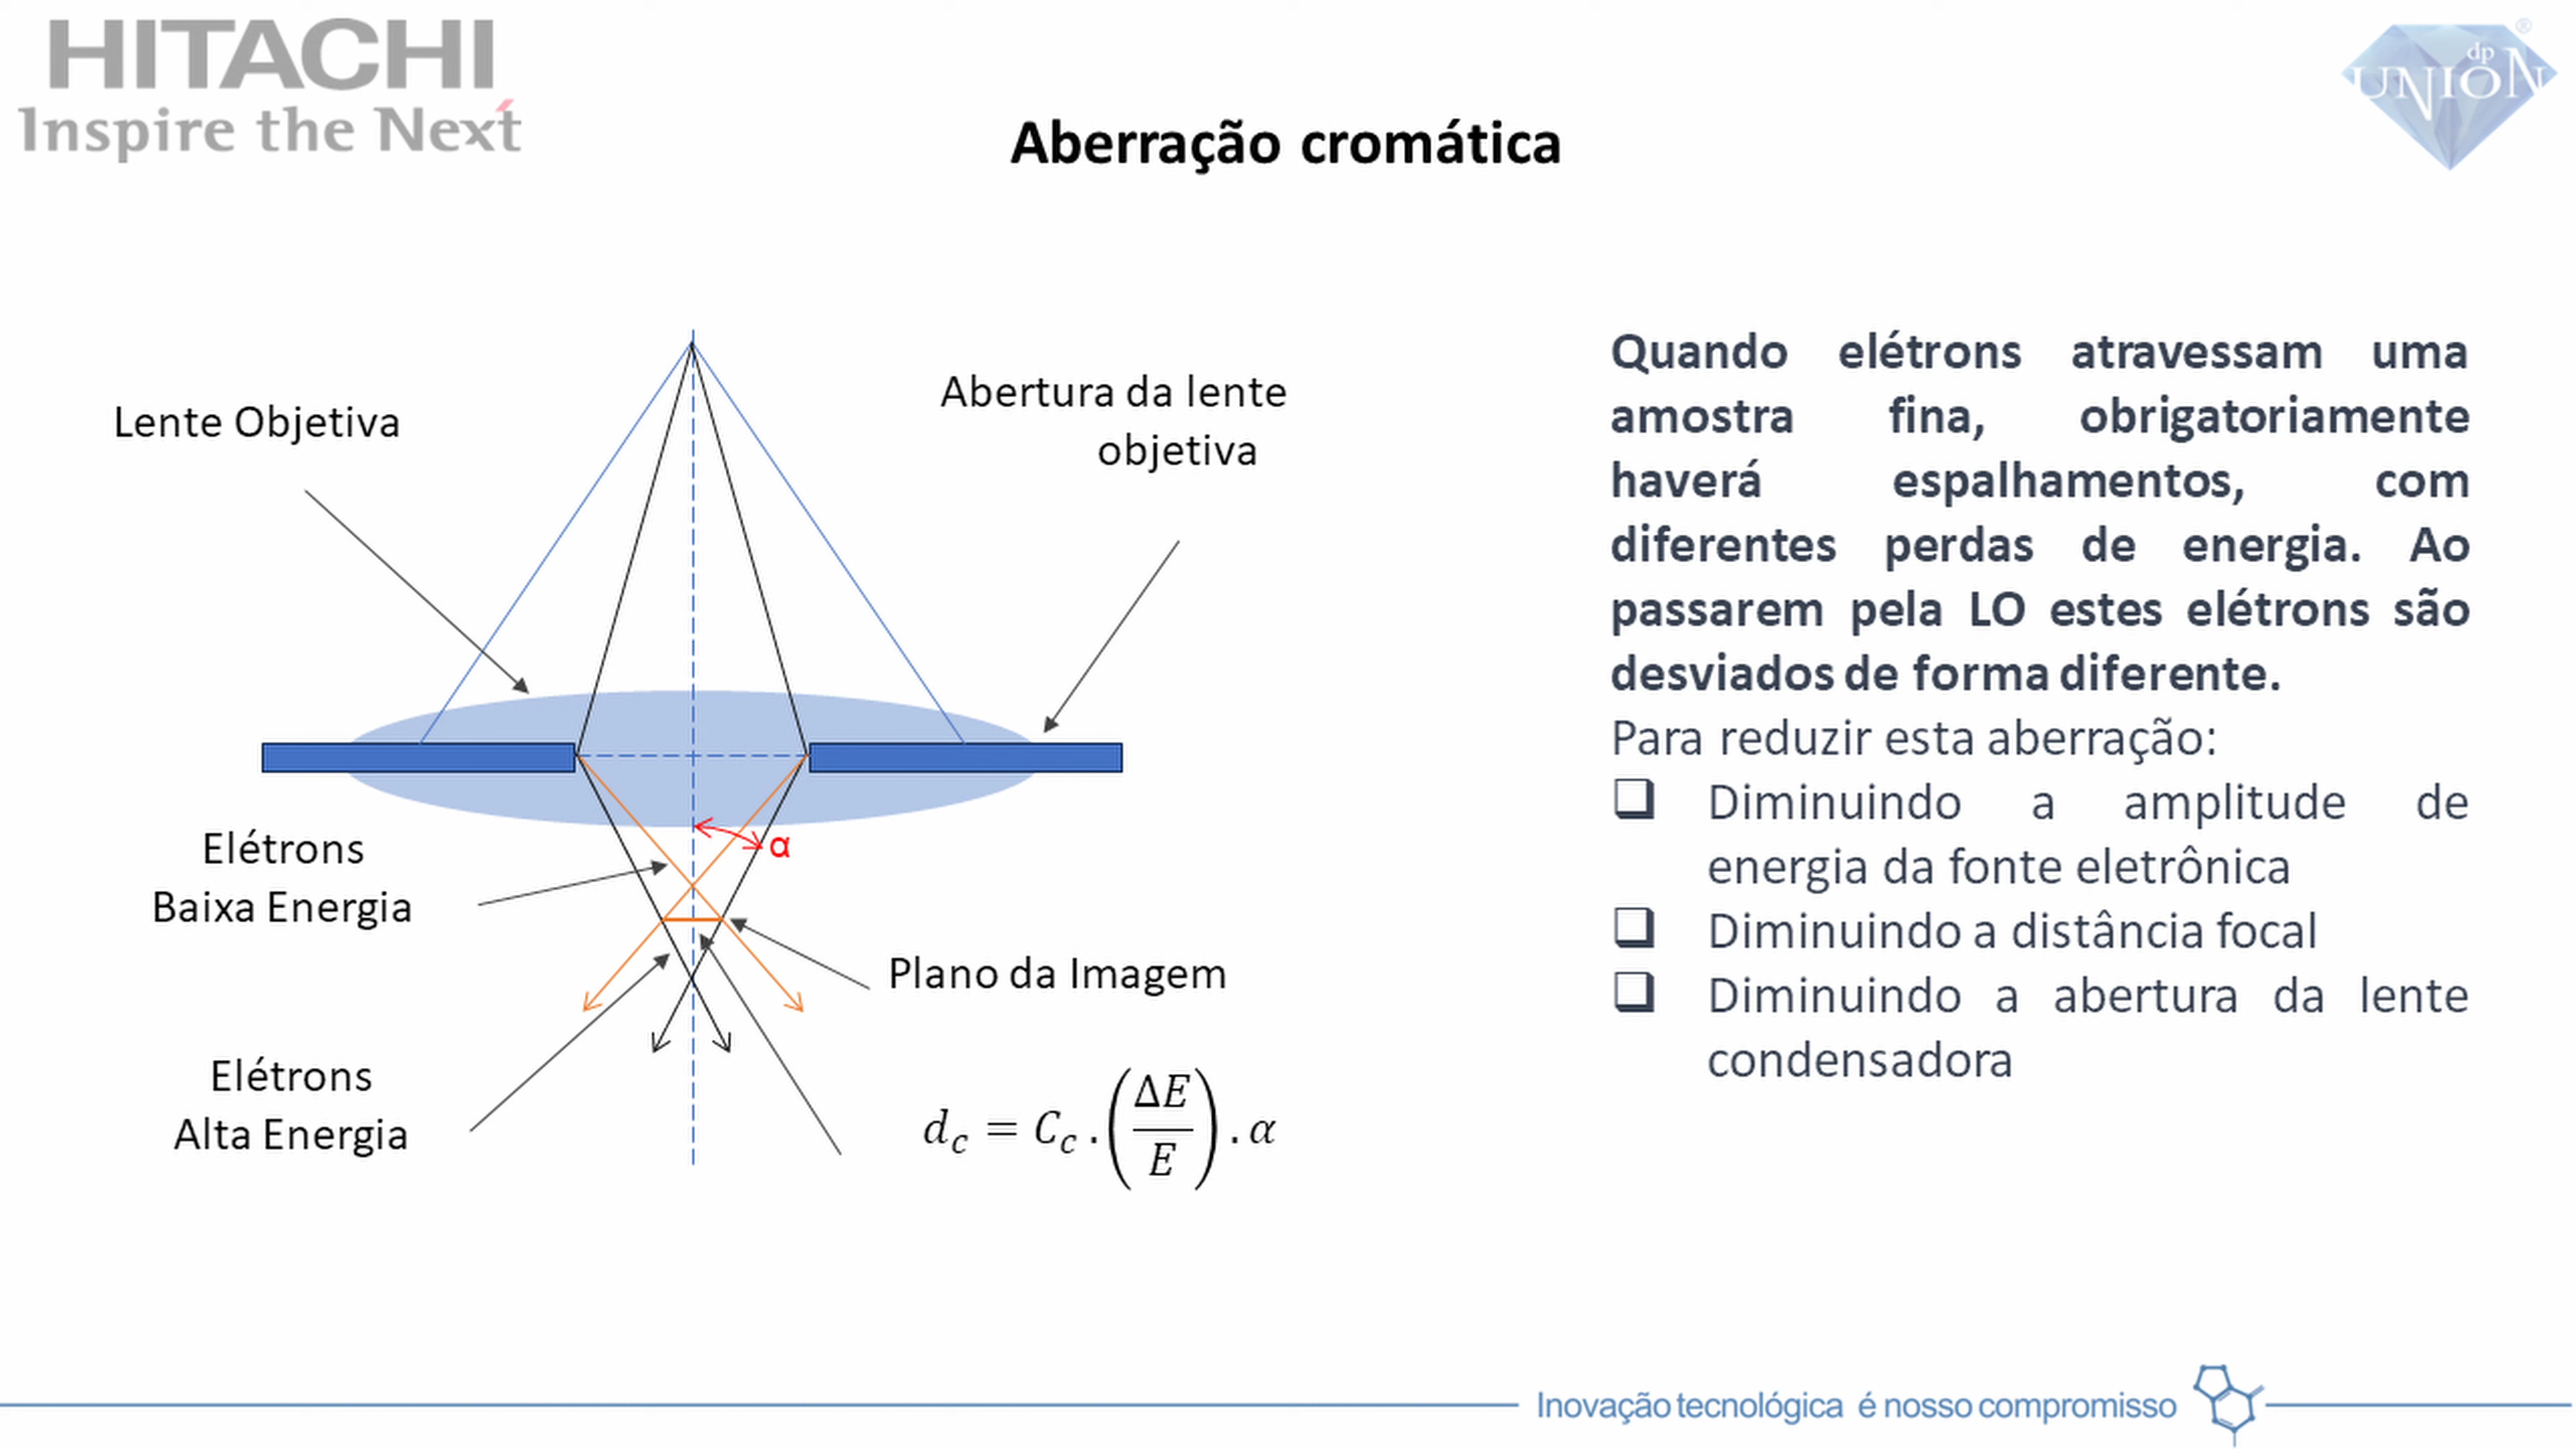 HITACHI
Inspire the Next
dp
UNION
®
Aberração cromática
Lente Objetiva
Abertura da lente
objetiva
Elétrons
Baixa Energia
α
Plano da Imagem
Elétrons
Alta Energia
d_c = C_c . (ΔE/E) . α
Quando elétrons atravessam uma
amostra fina, obrigatoriamente
haverá espalhamentos, com
diferentes perdas de energia. Ao
passarem pela LO estes elétrons são
desviados de forma diferente.
Para reduzir esta aberração:
❑ Diminuindo a amplitude de
energia da fonte eletrônica
❑ Diminuindo a distância focal
❑ Diminuindo a abertura da lente
condensadora
Inovação tecnológica é nosso compromisso